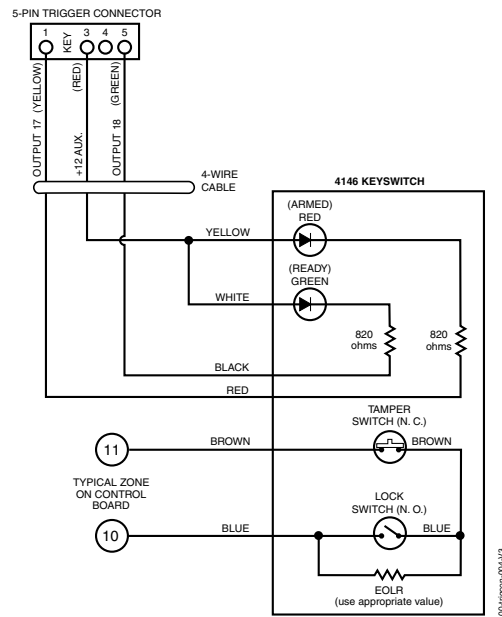 5-PIN TRIGGER CONNECTOR
1
KEY
3
4
5
OUTPUT 17 (YELLOW)
+12 AUX. (RED)
OUTPUT 18 (GREEN)
4-WIRE
CABLE
4146 KEYSWITCH
(ARMED)
RED
YELLOW
(READY)
GREEN
WHITE
820
ohms
820
ohms
BLACK
RED
TAMPER
SWITCH (N. C.)
11
BROWN
BROWN
TYPICAL ZONE
ON CONTROL
BOARD
LOCK
SWITCH (N. O.)
10
BLUE
BLUE
EOLR
(use appropriate value)